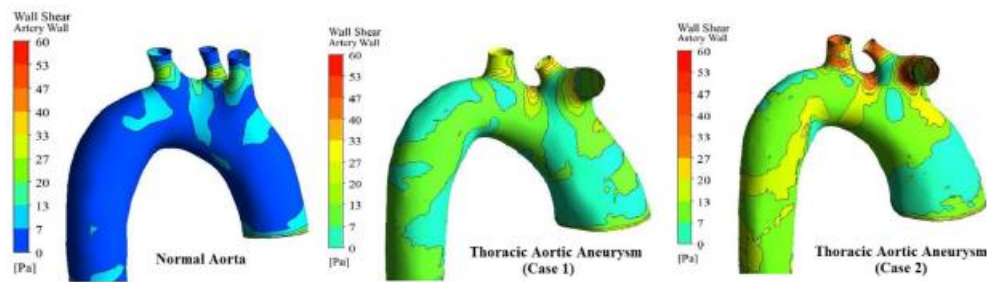 Wall Shear
Artery Wall
60
53
47
40
33
27
20
13
7
0
[Pa]
Normal Aorta
Wall Shear
Artery Wall
60
53
47
40
33
27
20
13
7
0
[Pa]
Thoracic Aortic Aneurysm
(Case 1)
Wall Shear
Artery Wall
60
53
47
40
33
27
20
13
7
0
[Pa]
Thoracic Aortic Aneurysm
(Case 2)